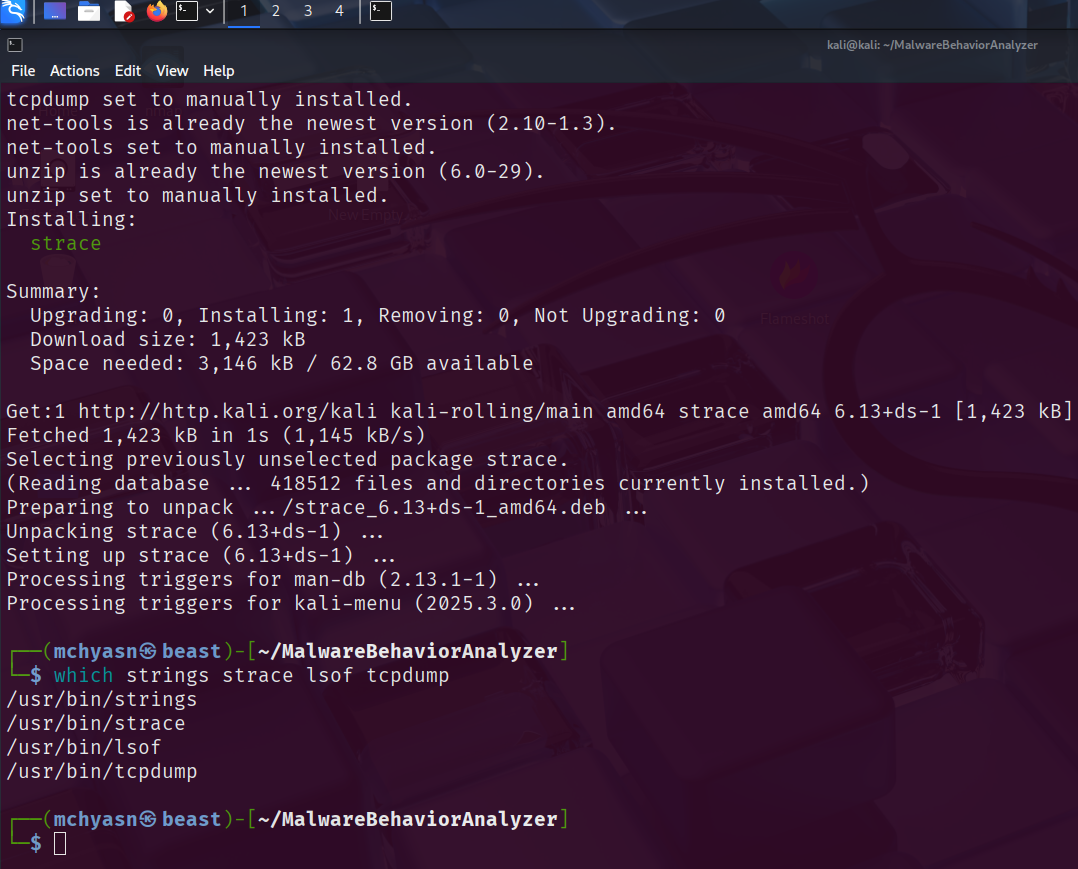 1 2 3 4
kali@kali: ~/MalwareBehaviorAnalyzer
File Actions Edit View Help
tcpdump set to manually installed.
net-tools is already the newest version (2.10-1.3).
net-tools set to manually installed.
unzip is already the newest version (6.0-29).
unzip set to manually installed.
New Empty ...
Installing:
strace
Summary:
Upgrading: 0, Installing: 1, Removing: 0, Not Upgrading: 0
Flameshot
Download size: 1,423 kB
Space needed: 3,146 kB / 62.8 GB available
Get:1 http://http.kali.org/kali kali-rolling/main amd64 strace amd64 6.13+ds-1 [1,423 kB]
Fetched 1,423 kB in 1s (1,145 kB/s)
Selecting previously unselected package strace.
(Reading database ... 418512 files and directories currently installed.)
Preparing to unpack .../strace_6.13+ds-1_amd64.deb ...
Unpacking strace (6.13+ds-1) ...
Setting up strace (6.13+ds-1) ...
Processing triggers for man-db (2.13.1-1) ...
Processing triggers for kali-menu (2025.3.0) ...
┌──(mchyasn㉿beast)-[~/MalwareBehaviorAnalyzer]
└─$ which strings strace lsof tcpdump
/usr/bin/strings
/usr/bin/strace
/usr/bin/lsof
/usr/bin/tcpdump
┌──(mchyasn㉿beast)-[~/MalwareBehaviorAnalyzer]
└─$